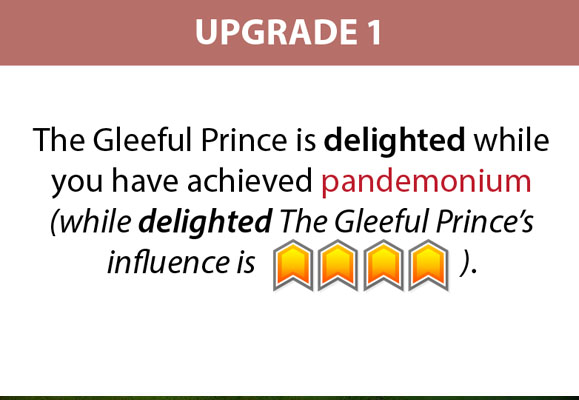 UPGRADE 1
The Gleeful Prince is delighted while
you have achieved pandemonium
(while delighted The Gleeful Prince’s
influence is ).